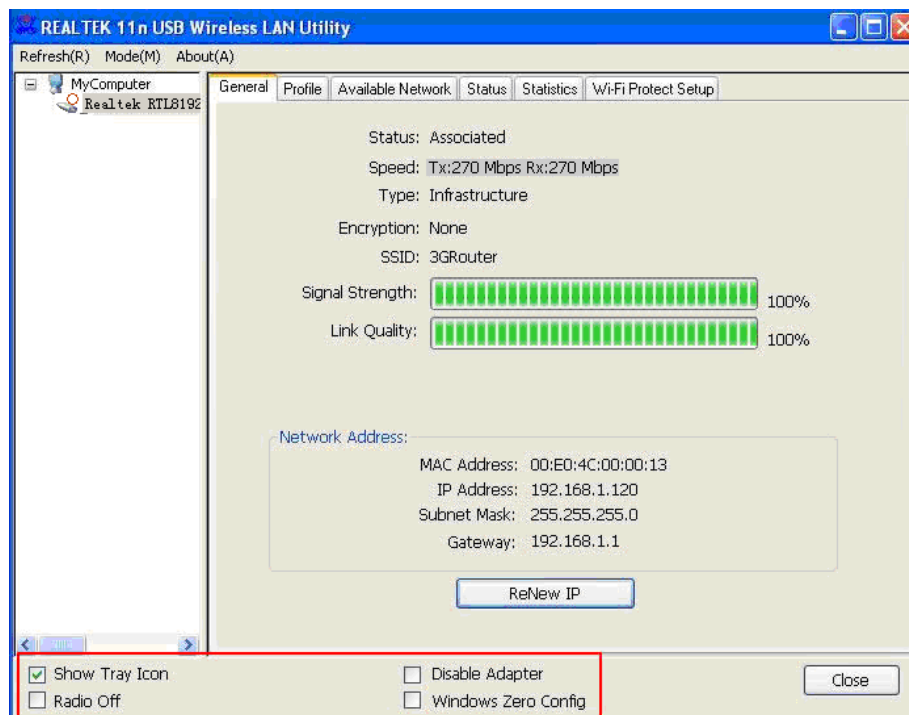 REALTEK 11n USB Wireless LAN Utility
Refresh(R) Mode(M) About(A)
MyComputer
Realtek RTL8192
General Profile Available Network Status Statistics Wi-Fi Protect Setup
Status: Associated
Speed: Tx:270 Mbps Rx:270 Mbps
Type: Infrastructure
Encryption: None
SSID: 3GRouter
Signal Strength: 100%
Link Quality: 100%
Network Address:
MAC Address: 00:E0:4C:00:00:13
IP Address: 192.168.1.120
Subnet Mask: 255.255.255.0
Gateway: 192.168.1.1
ReNew IP
Show Tray Icon
Disable Adapter
Radio Off
Windows Zero Config
Close